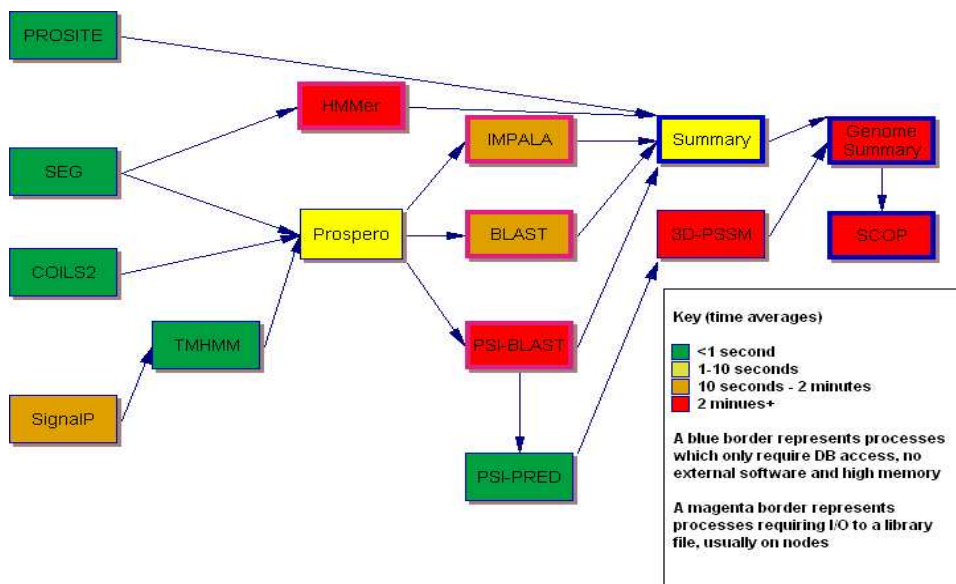 PROSITE
HMMer
IMPALA
Summary
Genome
Summary
SEG
Prospero
BLAST
3D-PSSM
SCOP
COILS2
TMHMM
PSI-BLAST
SignalP
PSI-PRED
Key (time averages)
<1 second
1-10 seconds
10 seconds - 2 minutes
2 minues+
A blue border represents processes
which only require DB access, no
external software and high memory
A magenta border represents
processes requiring I/O to a library
file, usually on nodes